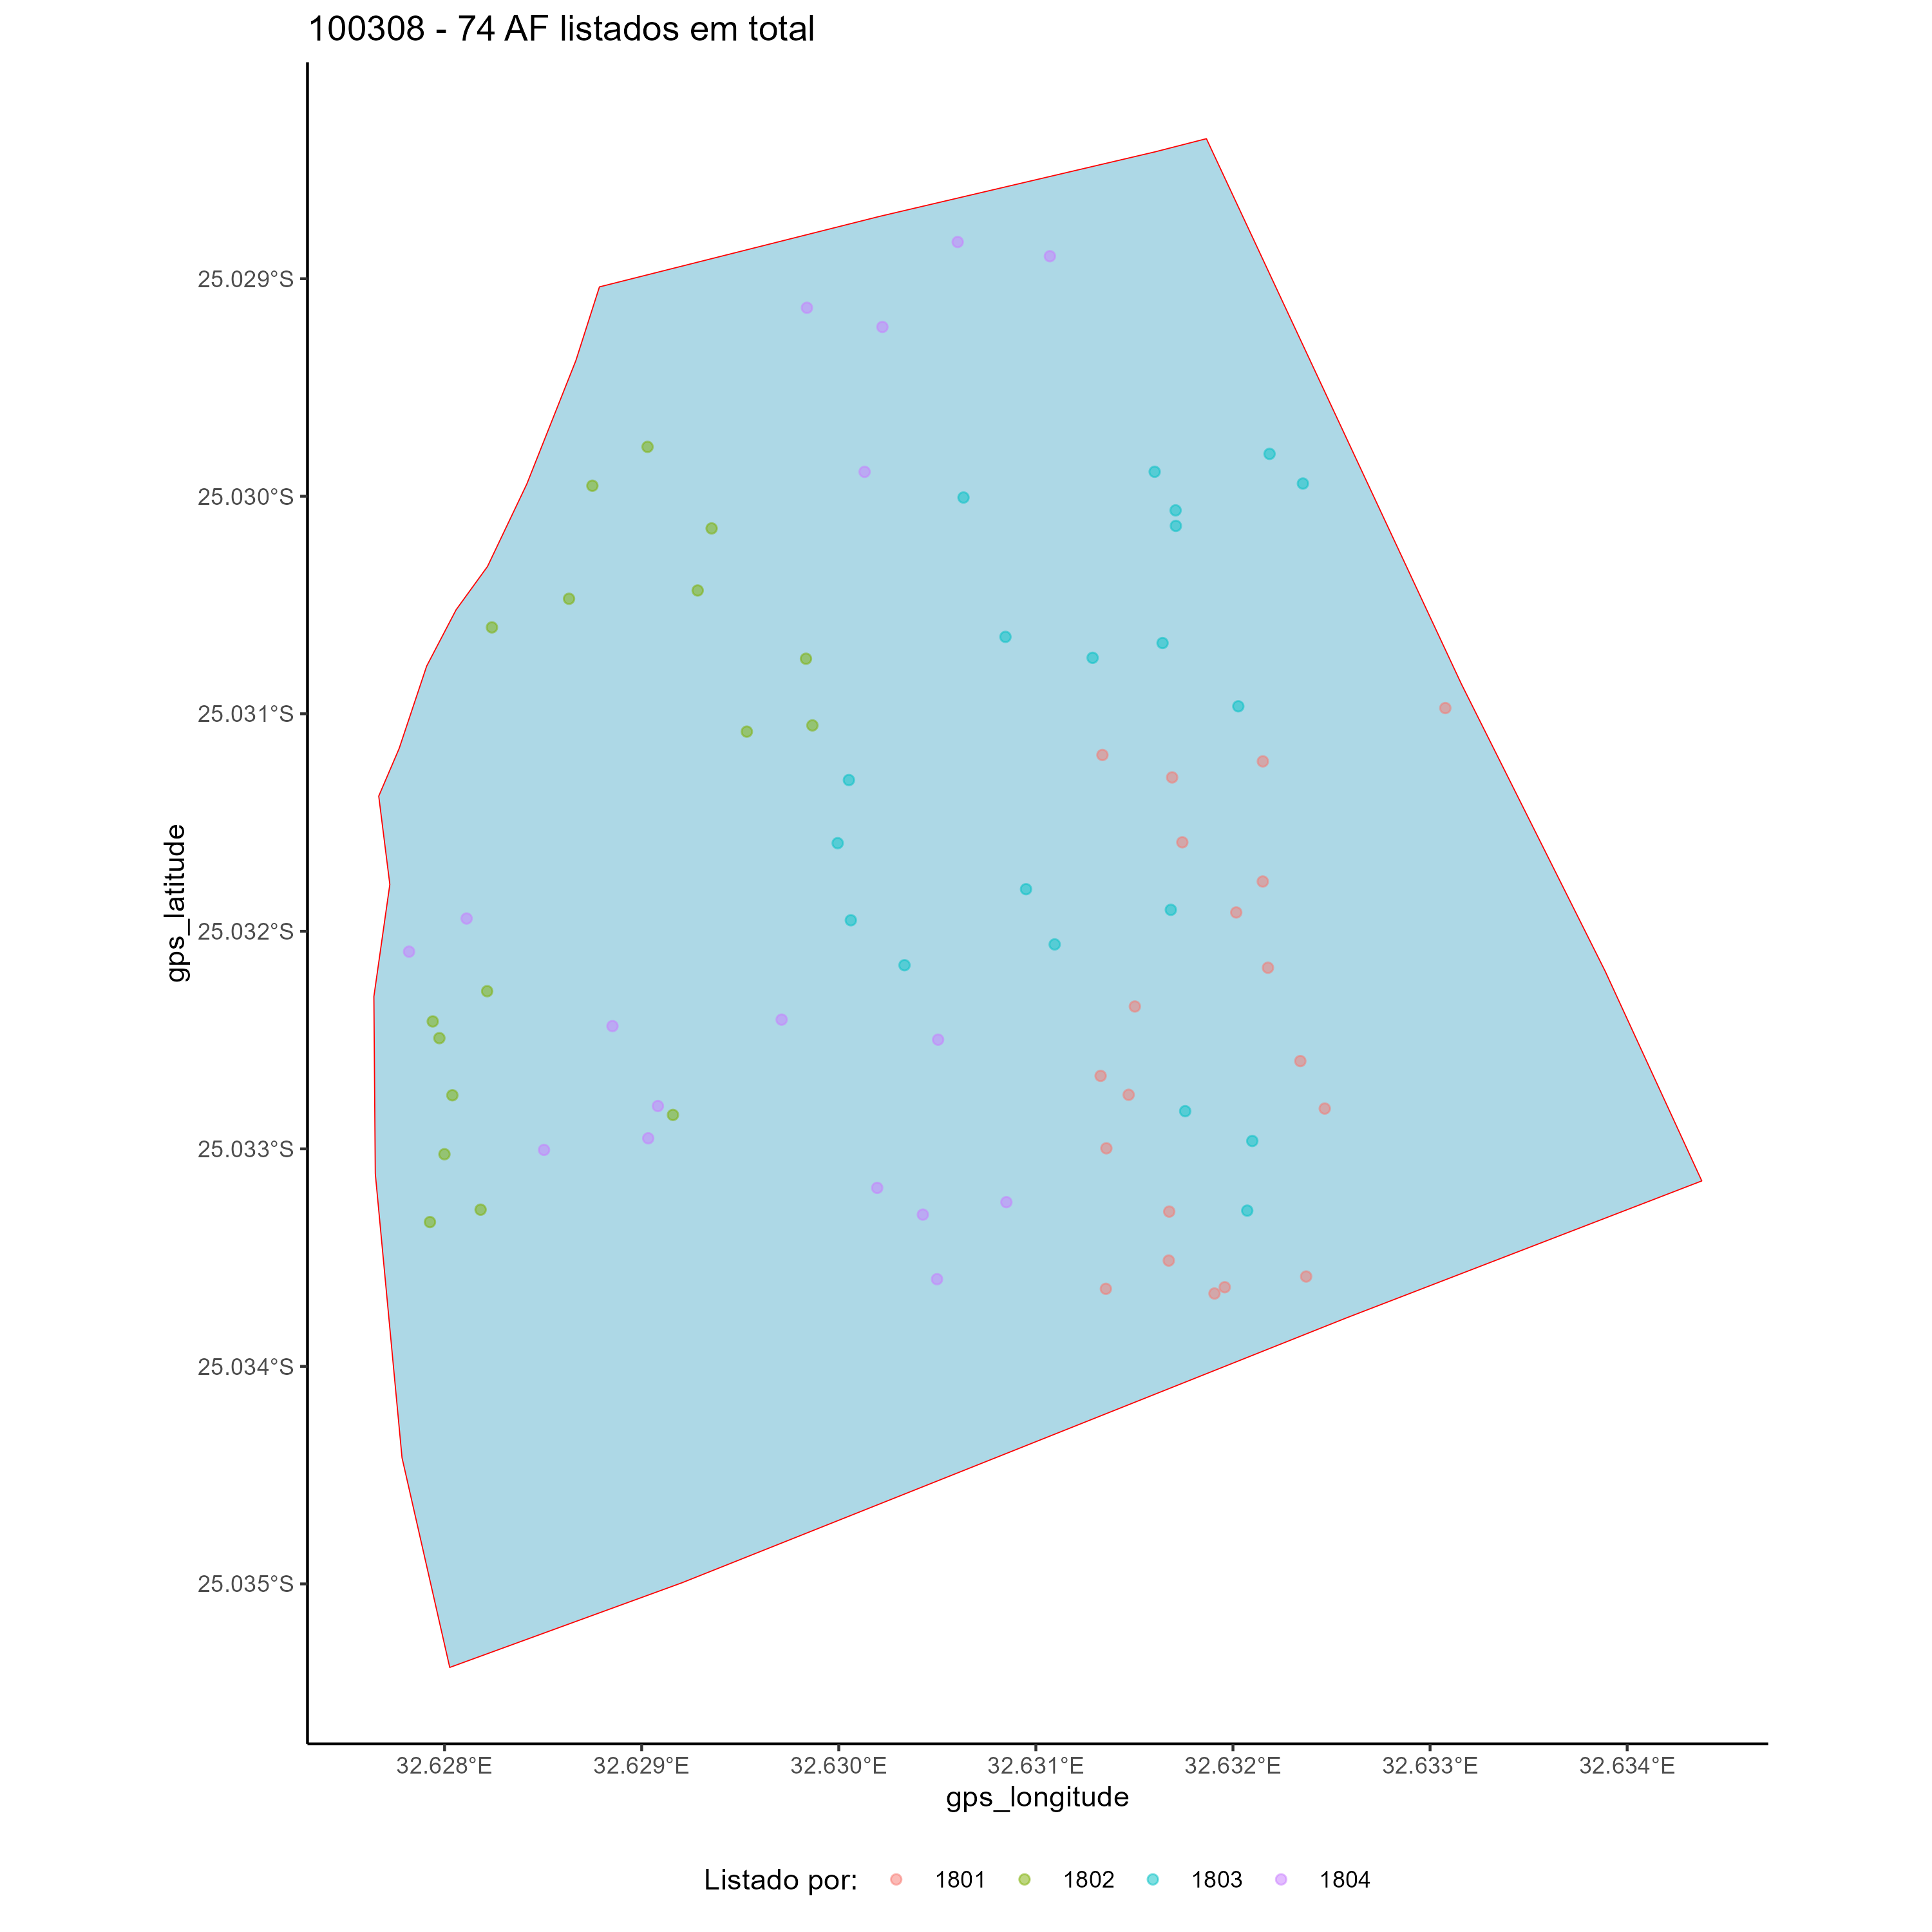 100308 - 74 AF listados em total
gps_latitude
25.029°S
25.030°S
25.031°S
25.032°S
25.033°S
25.034°S
25.035°S
32.628°E 32.629°E 32.630°E 32.631°E 32.632°E 32.633°E 32.634°E
gps_longitude
Listado por: 1801 1802 1803 1804